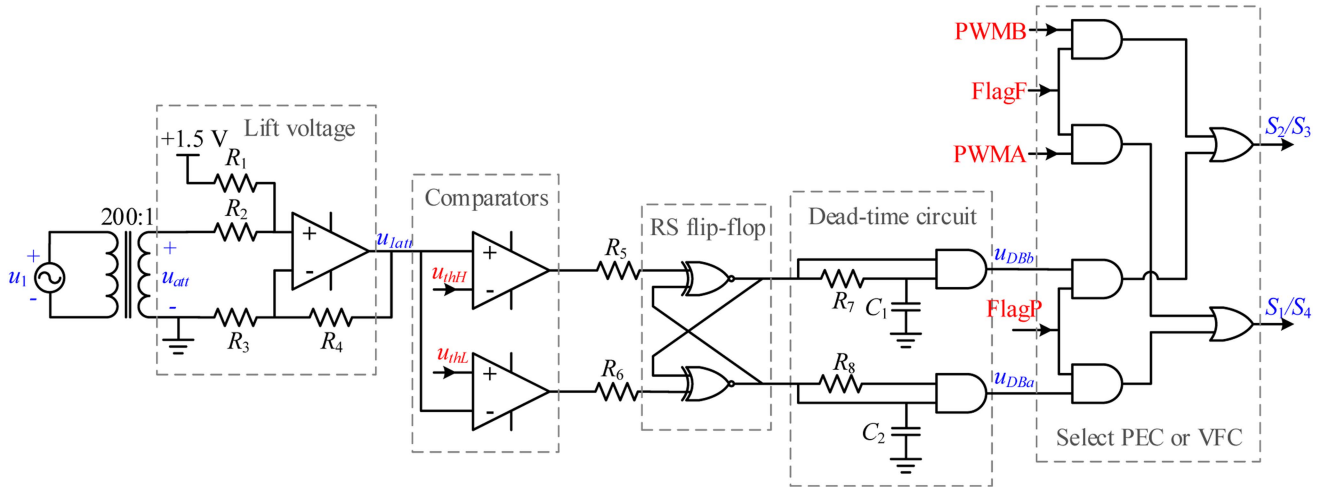 PWMB
FlagF
PWMA
S2/S3
Lift voltage
+1.5 V
R1
200:1
R2
u1
+
-
+
uatt
-
+
-
R3
R4
u1att
Comparators
uthH
+
-
uthL
+
-
R5
R6
RS flip-flop
Dead-time circuit
R7
C1
R8
C2
uDBb
FlagP
uDBa
S1/S4
Select PEC or VFC